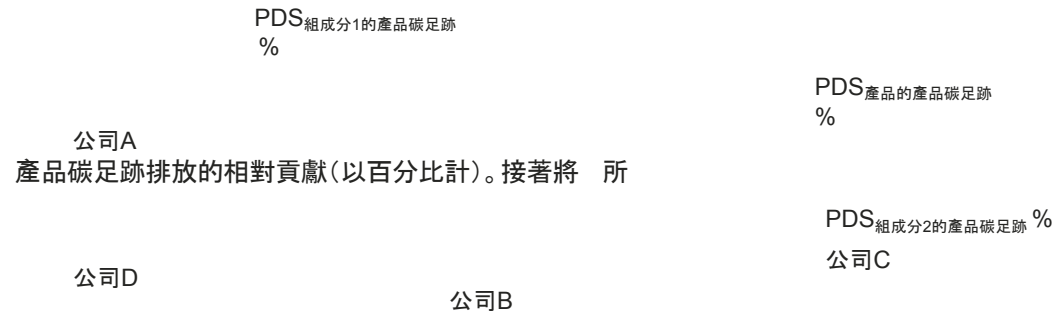 PDS組成分1的產品碳足跡
%
PDS產品的產品碳足跡
%
公司A
產品碳足跡排放的相對貢獻(以百分比計)。接著將 所
PDS組成分2的產品碳足跡 %
公司C
公司D
公司B